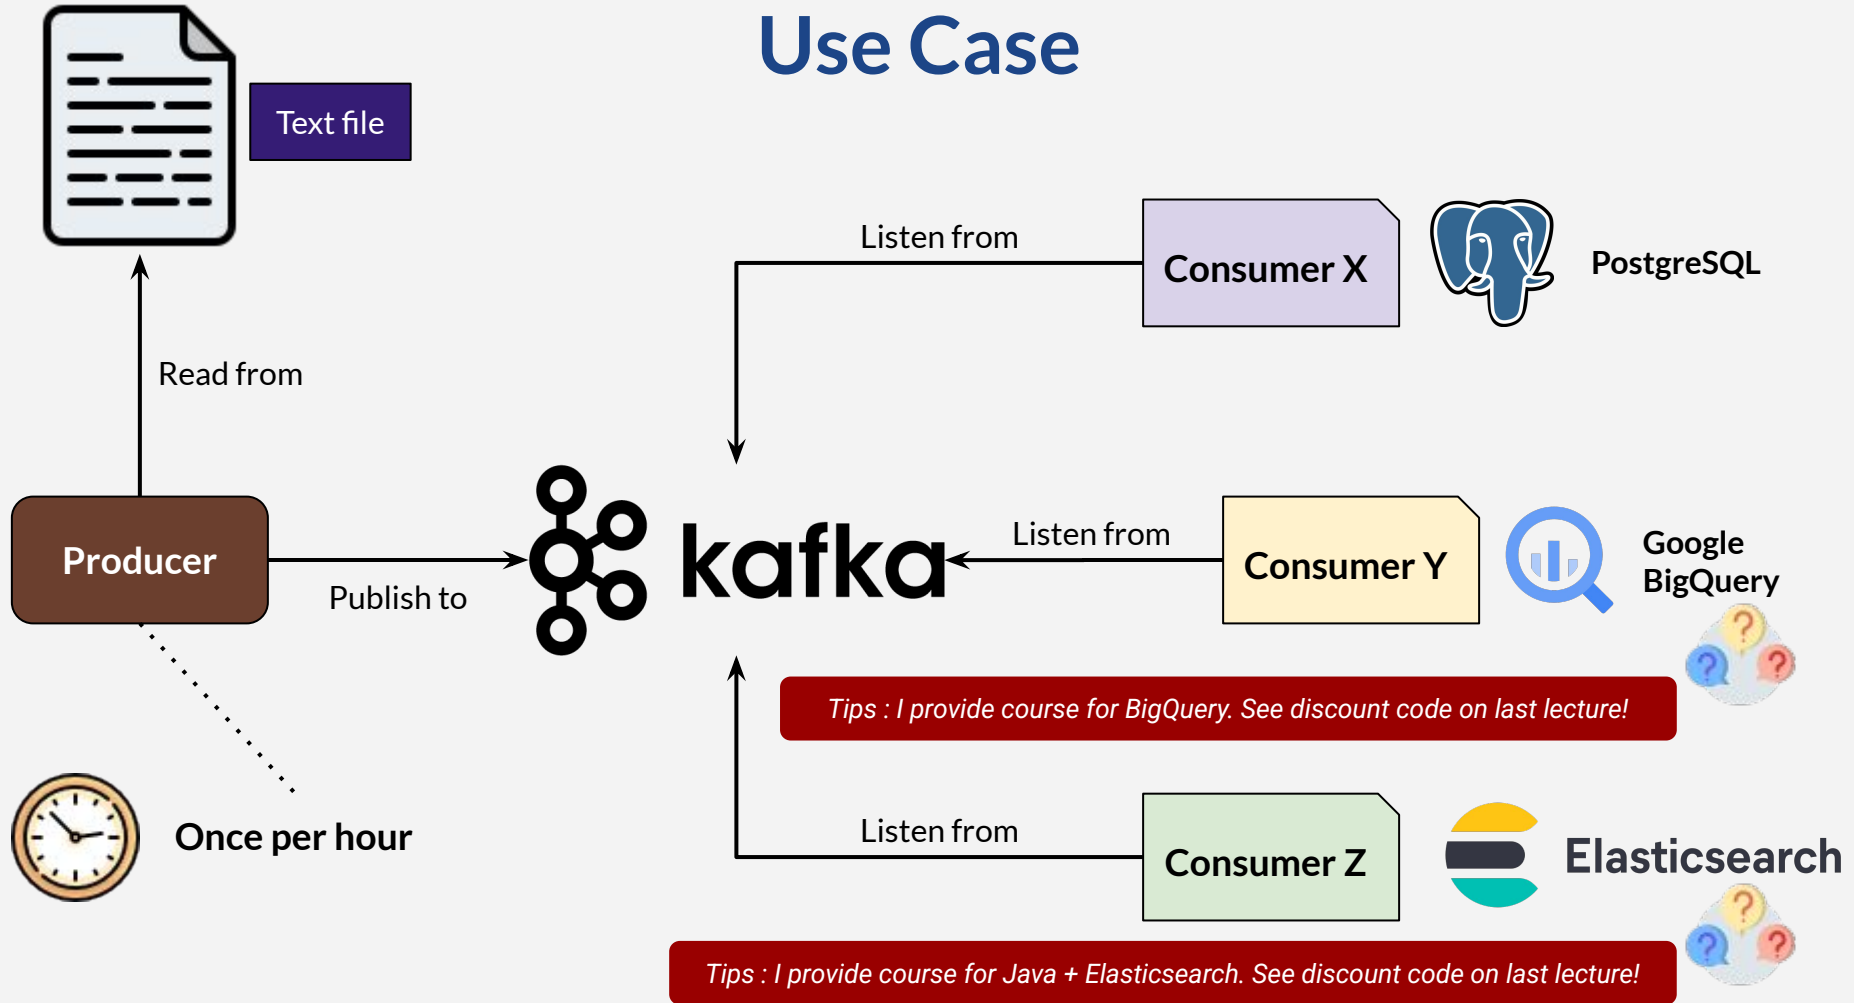 Use Case
Text file
Listen from
Consumer X
PostgreSQL
Read from
Producer
Publish to
kafka
Listen from
Consumer Y
Google
BigQuery
?
?
?
Tips : I provide course for BigQuery. See discount code on last lecture!
Once per hour
Listen from
Consumer Z
Elasticsearch
?
?
?
Tips : I provide course for Java + Elasticsearch. See discount code on last lecture!